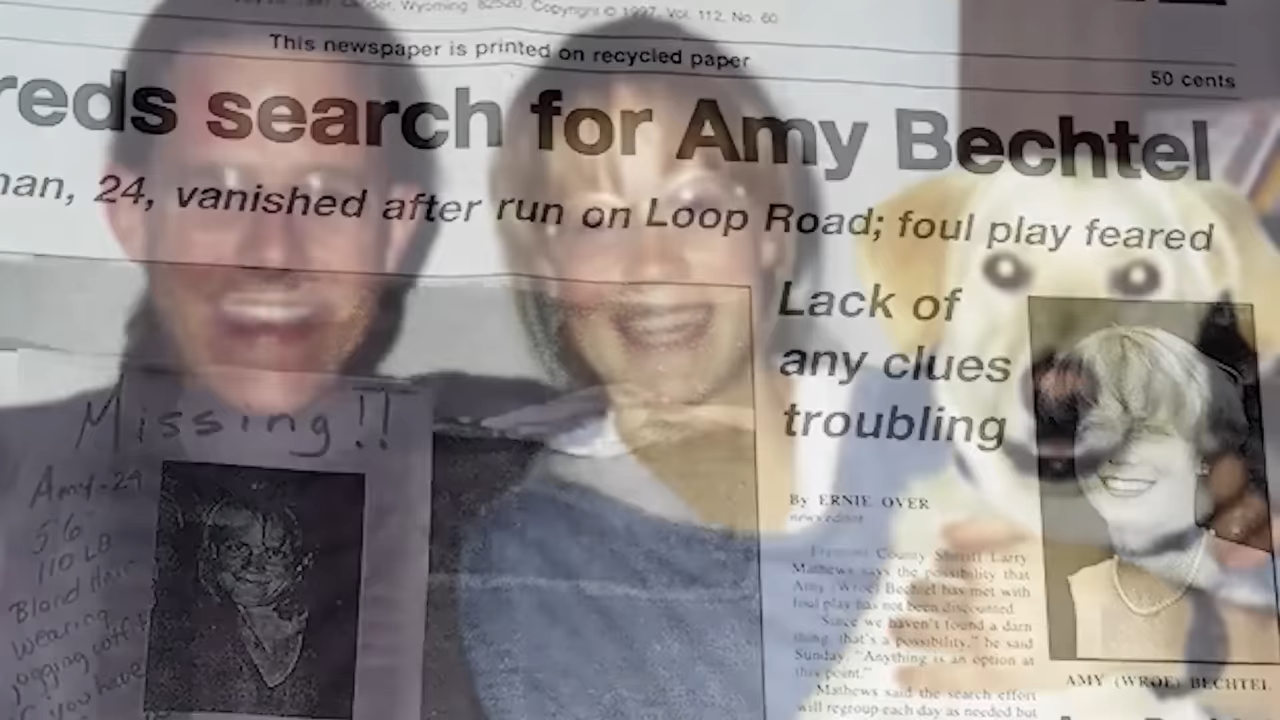 Wyoming 82520. Copyright © 1997, Vol. 112, No. 60
This newspaper is printed on recycled paper
50 cents
reds search for Amy Bechtel
nan, 24, vanished after run on Loop Road; foul play feared
Lack of
any clues
troubling
By ERNIE OVER
news editor
Fremont County Sheriff Larry
Mathews says the possibility that
Amy (Wroe) Bechtel has met with
foul play has not been discounted.
"Since we haven't found a darn
thing, that's a possibility," he said
Sunday. "Anything is an option at
this point."
Mathews said the search effort
will regroup each day as needed but
AMY (WROE) BECHTEL
Missing!!
Amy-24
5'6
110 LB
Blond Hair
wearing
jogging
if you have